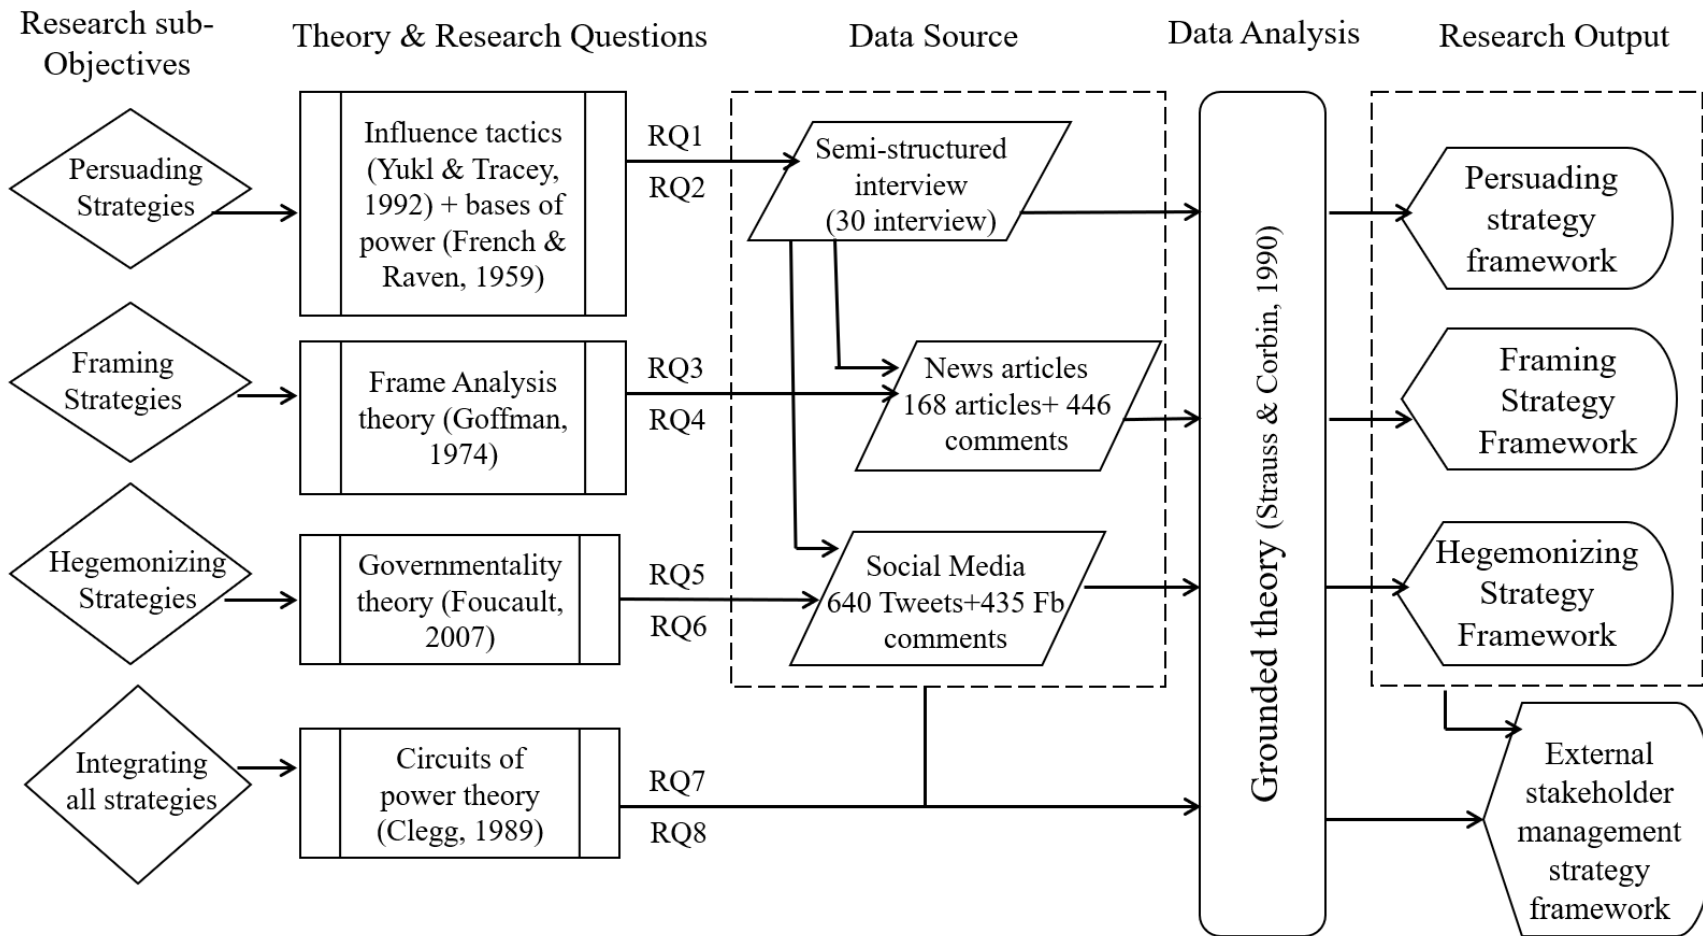 Research sub-
Objectives
Theory & Research Questions
Data Source
Data Analysis
Research Output
Persuading
Strategies
Influence tactics
(Yukl & Tracey,
1992) + bases of
power (French &
Raven, 1959)
RQ1
RQ2
Semi-structured
interview
(30 interview)
Persuading
strategy
framework
Framing
Strategies
Frame Analysis
theory (Goffman,
1974)
RQ3
RQ4
News articles
168 articles+ 446
comments
Framing
Strategy
Framework
Hegemonizing
Strategies
Governmentality
theory (Foucault,
2007)
RQ5
RQ6
Social Media
640 Tweets+435 Fb
comments
Hegemonizing
Strategy
Framework
Integrating
all strategies
Circuits of
power theory
(Clegg, 1989)
RQ7
RQ8
Grounded theory (Strauss & Corbin, 1990)
External
stakeholder
management
strategy
framework